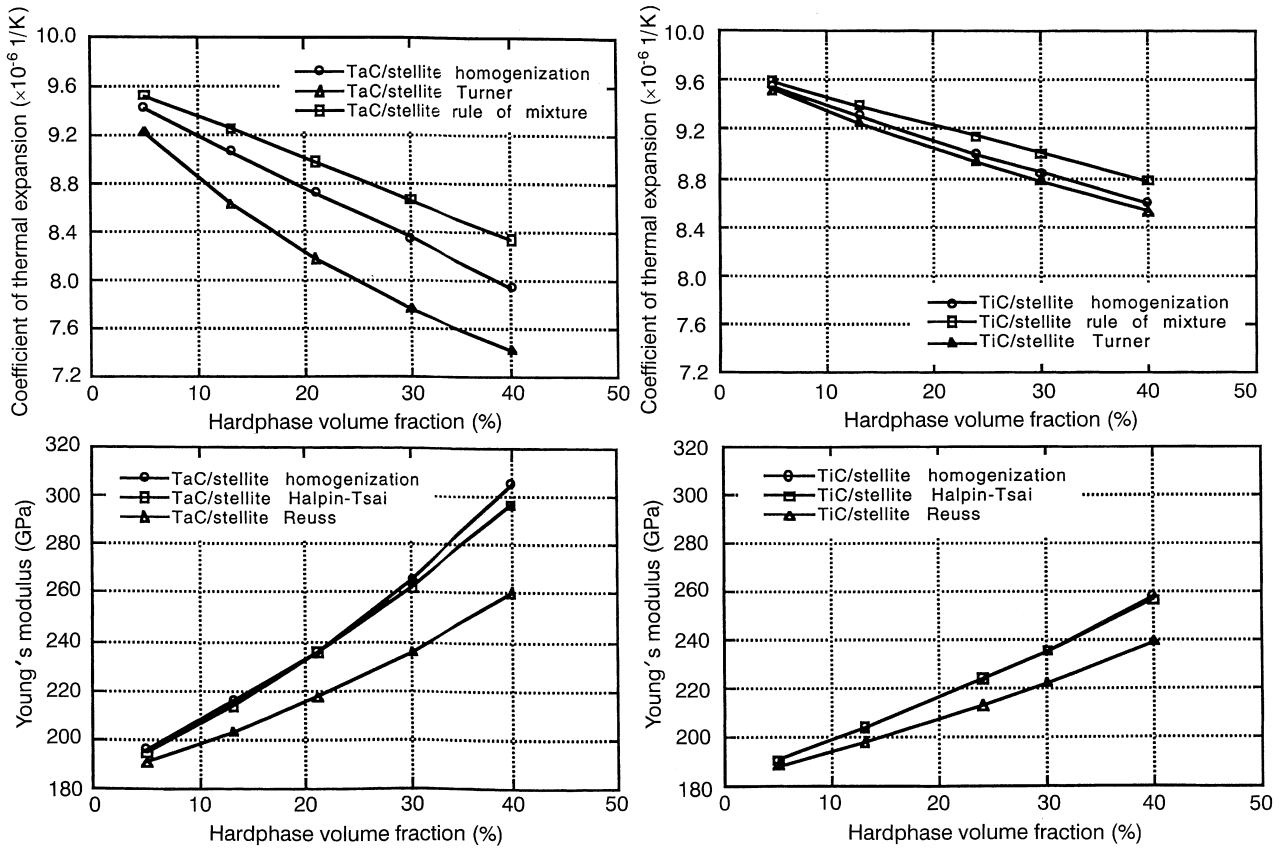 Coefficient of thermal expansion (×10⁻⁶ 1/K)
10.0
9.6
9.2
8.8
8.4
8.0
7.6
7.2
TaC/stellite homogenization
TaC/stellite Turner
TaC/stellite rule of mixture
0 10 20 30 40 50
Hardphase volume fraction (%)
Coefficient of thermal expansion (×10⁻⁶ 1/K)
10.0
9.6
9.2
8.8
8.4
8.0
7.6
7.2
TiC/stellite homogenization
TiC/stellite rule of mixture
TiC/stellite Turner
0 10 20 30 40 50
Hardphase volume fraction (%)
Young′s modulus (GPa)
320
300
280
260
240
220
200
180
TaC/stellite homogenization
TaC/stellite Halpin-Tsai
TaC/stellite Reuss
0 10 20 30 40 50
Hardphase volume fraction (%)
Young′s modulus (GPa)
320
300
280
260
240
220
200
180
TiC/stellite homogenization
TiC/stellite Halpin-Tsai
TiC/stellite Reuss
0 10 20 30 40 50
Hardphase volume fraction (%)